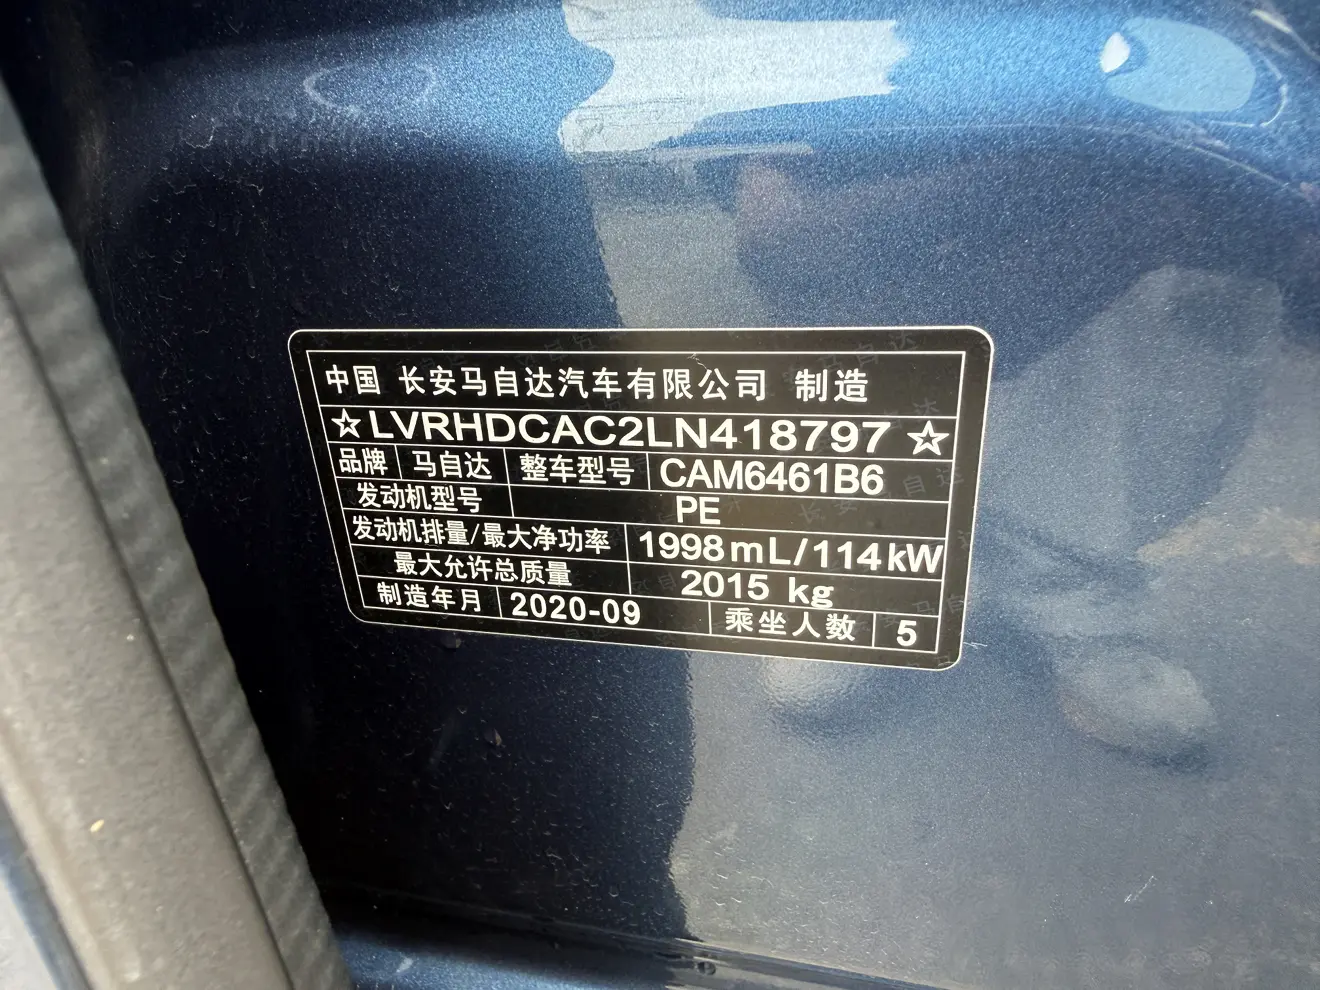 中国 长安马自达汽车有限公司 制造
☆LVRHDCAC2LN418797☆
品牌 马自达 整车型号 CAM6461B6
发动机型号 PE
发动机排量/最大净功率 1998mL/114kW
最大允许总质量 2015 kg
制造年月 2020-09 乘坐人数 5